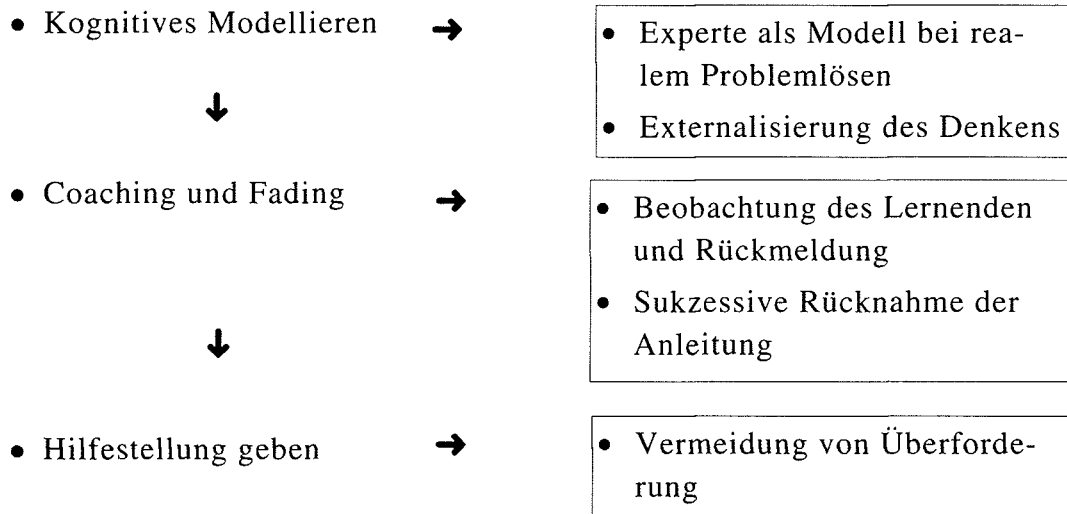 • Kognitives Modellieren → • Experte als Modell bei rea-
lem Problemlösen
↓ • Externalisierung des Denkens
• Coaching und Fading → • Beobachtung des Lernenden
und Rückmeldung
• Sukzessive Rücknahme der
↓ Anleitung
• Hilfestellung geben → • Vermeidung von Überforde-
rung